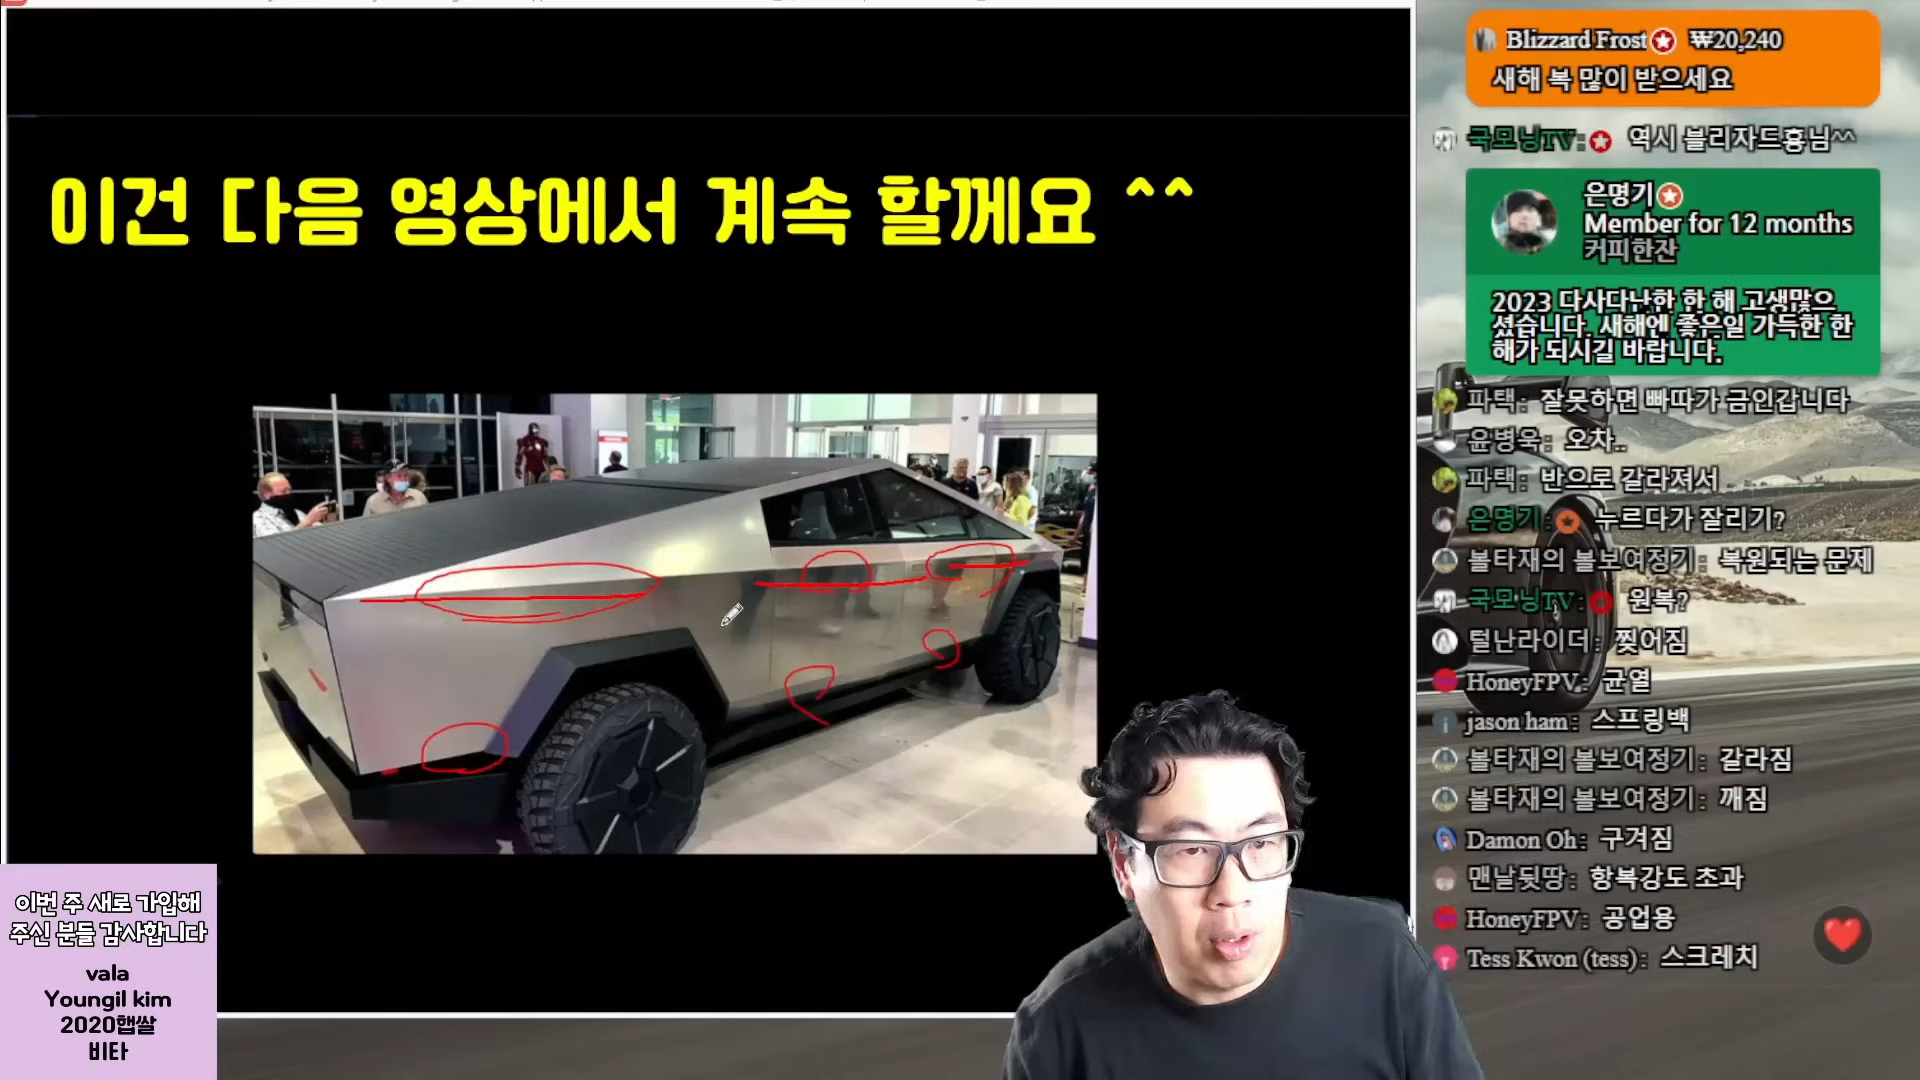 이건 다음 영상에서 계속 할께요 ^^
이번 주 새로 가입해
주신 분들 감사합니다
vala
Youngil kim
2020햅쌀
비타
Blizzard Frost ₩20,240
새해 복 많이 받으세요
국모닝TV: 역시 블리자드흉님^^
은명기
Member for 12 months
커피한잔
2023 다사다난한 한 해 고생많으
셨습니다. 새해엔 좋은일 가득한 한
해가 되시길 바랍니다.
파택: 잘못하면 빠따가 금인갑니다
윤병욱: 오차..
파택: 반으로 갈라져서
은명기: 누르다가 잘리기?
볼타재의 볼보여정기: 복원되는 문제
국모닝TV: 원복?
털난라이더: 찢어짐
HoneyFPV: 균열
jason ham: 스프링백
볼타재의 볼보여정기: 갈라짐
볼타재의 볼보여정기: 깨짐
Damon Oh: 구겨짐
맨날뒷땅: 항복강도 초과
HoneyFPV: 공업용
Tess Kwon (tess): 스크레치